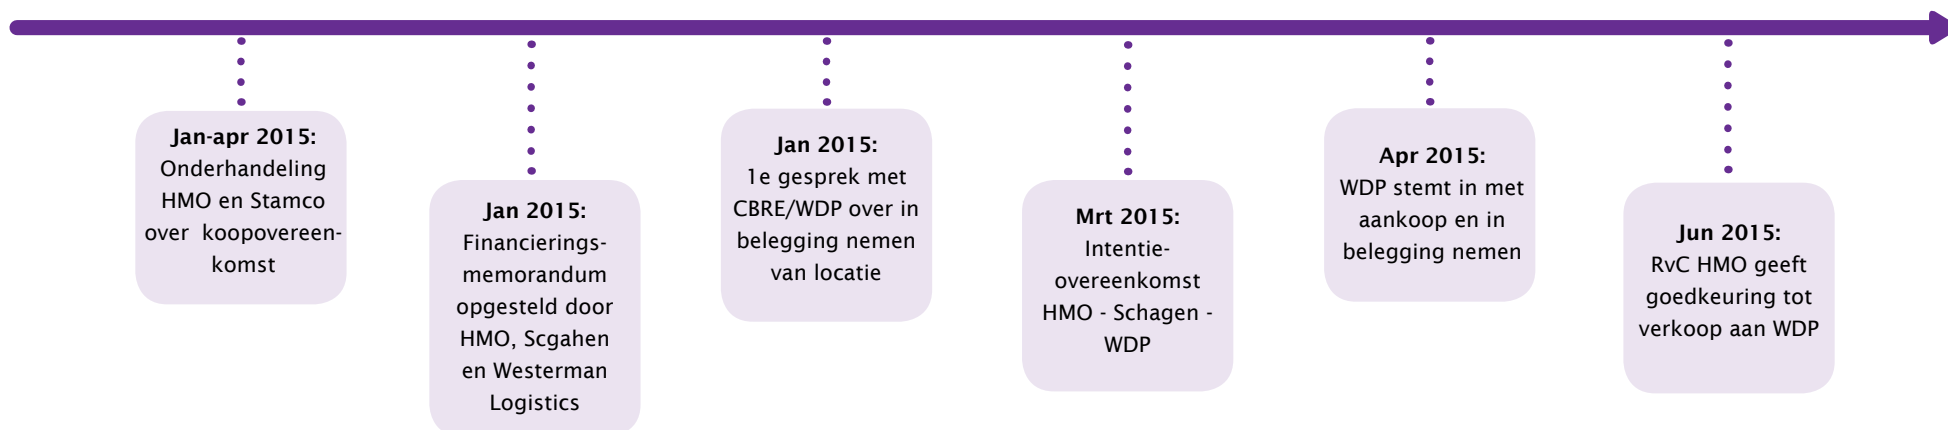 Jan-apr 2015:
Onderhandeling
HMO en Stamco
over  koopovereen-
komst
Jan 2015:
Financierings-
memorandum
opgesteld door
HMO, Scgahen
en Westerman
Logistics
Jan 2015:
1e gesprek met
CBRE/WDP over in
belegging nemen
van locatie
Mrt 2015:
Intentie-
overeenkomst
HMO - Schagen -
WDP
Apr 2015:
WDP stemt in met
aankoop en in
belegging nemen
Jun 2015:
RvC HMO geeft
goedkeuring tot
verkoop aan WDP